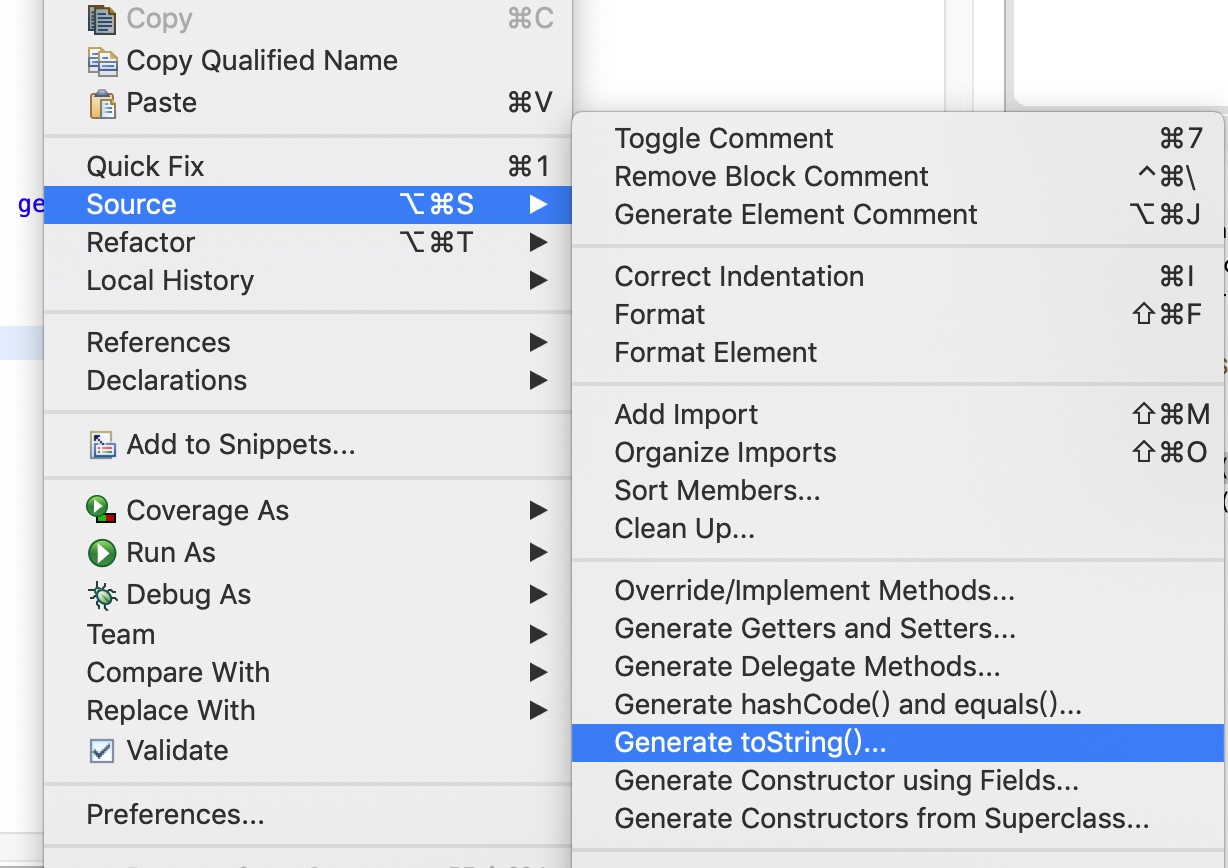 Copy ⌘C
Copy Qualified Name
Paste ⌘V
Quick Fix ⌘1
ge
Source ⌥⌘S ▶
Refactor ⌥⌘T ▶
Local History ▶
References ▶
Declarations ▶
Add to Snippets...
Coverage As ▶
Run As ▶
Debug As ▶
Team ▶
Compare With ▶
Replace With ▶
Validate
Preferences...
Toggle Comment ⌘7
Remove Block Comment ^⌘\
Generate Element Comment ⌥⌘J
Correct Indentation ⌘I
Format ⇧⌘F
Format Element
Add Import ⇧⌘M
Organize Imports ⇧⌘O
Sort Members...
Clean Up...
Override/Implement Methods...
Generate Getters and Setters...
Generate Delegate Methods...
Generate hashCode() and equals()...
Generate toString()...
Generate Constructor using Fields...
Generate Constructors from Superclass...